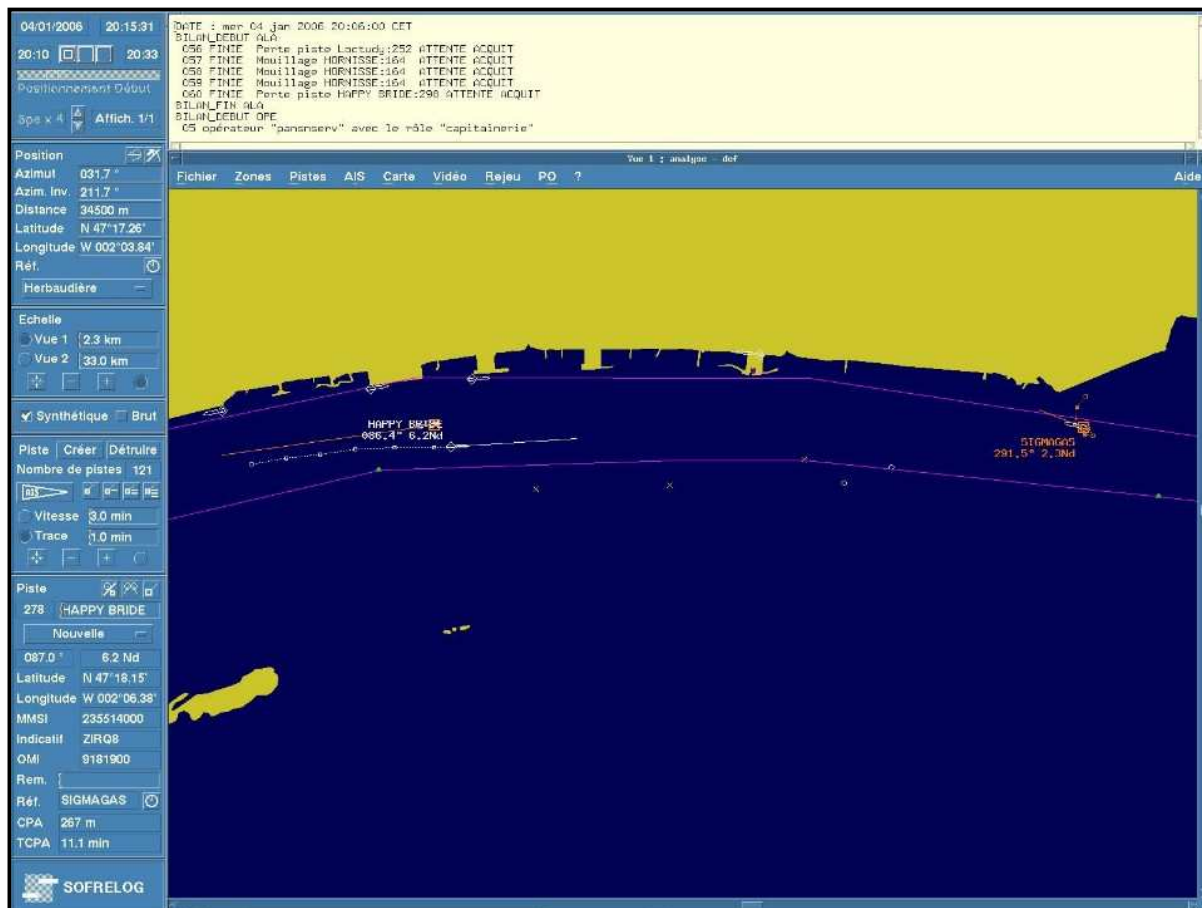 04/01/2006 20:15:31
20:10 20:33
Positionnement Début
Spe x 4 Affich. 1/1
DATE : mer 04 jan 2006 20:06:00 CET
BILAN_DEBUT ALA
056 FINIE Perte piste Loctudy:252 ATTENTE ACQUIT
057 FINIE Mouillage HORNISSE:164 ATTENTE ACQUIT
058 FINIE Mouillage HORNISSE:164 ATTENTE ACQUIT
059 FINIE Mouillage HORNISSE:164 ATTENTE ACQUIT
060 FINIE Perte piste HAPPY BRIDE:298 ATTENTE ACQUIT
BILAN_FIN ALA
BILAN_DEBUT OPE
05 opérateur "pansnserv" avec le rôle "capitainerie"
Vue 1 : analyse - def
Fichier Zones Pistes AIS Carte Vidéo Rejeu PO ? Aide
Position
Azimut 031.7 °
Azim. Inv. 211.7 °
Distance 34500 m
Latitude N 47°17.26'
Longitude W 002°03.84'
Réf.
Herbaudière
Echelle
Vue 1 2.3 km
Vue 2 33.0 km
Synthétique Brut
Piste Créer Détruire
Nombre de pistes 121
AIS
Vitesse 3.0 min
Trace 1.0 min
Piste
278 HAPPY BRIDE
Nouvelle
087.0 ° 6.2 Nd
Latitude N 47°18.15'
Longitude W 002°06.38'
MMSI 235514000
Indicatif ZIRQ8
OMI 9181900
Rem.
Réf. SIGMAGAS
CPA 267 m
TCPA 11.1 min
SOFRELOG
HAPPY BRIDE
086.4° 6.2Nd
SIGMAGAS
291.5° 2.3Nd